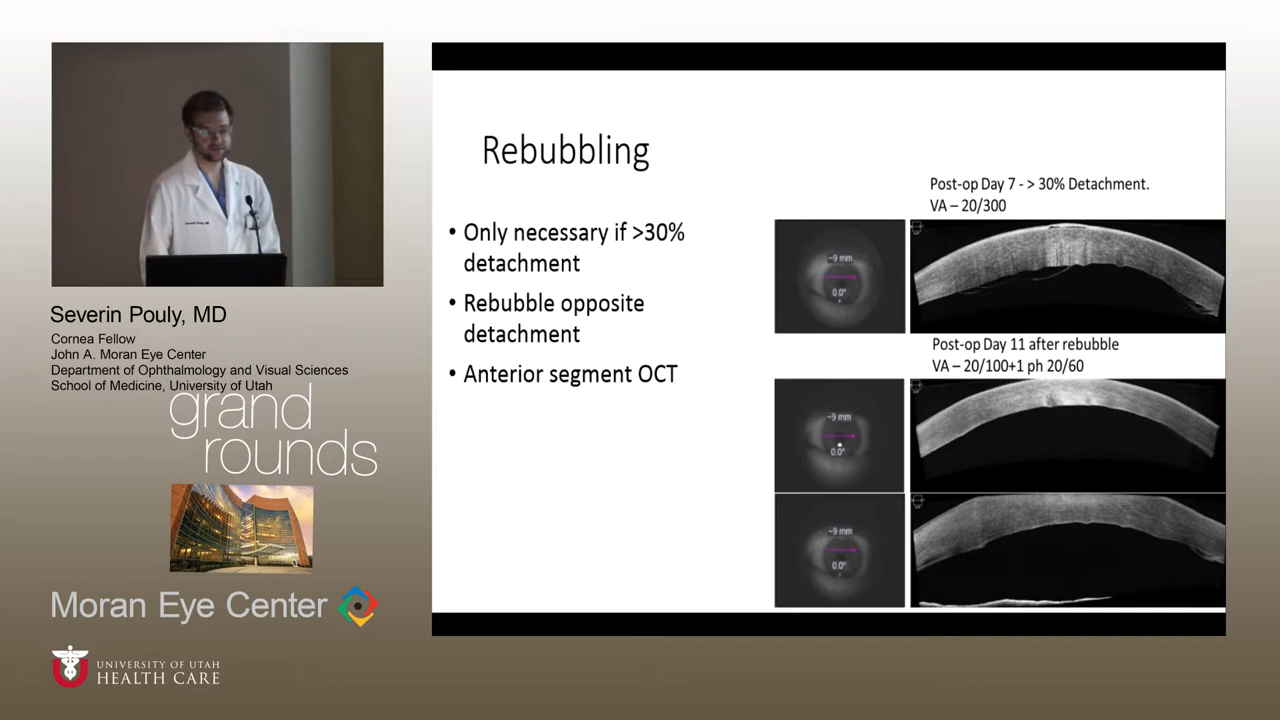 Severin Pouly, MD
Cornea Fellow
John A. Moran Eye Center
Department of Ophthalmology and Visual Sciences
School of Medicine, University of Utah
grand
rounds
Moran Eye Center
UNIVERSITY OF UTAH
HEALTH CARE
Rebubbling
• Only necessary if >30%
detachment
• Rebubble opposite
detachment
• Anterior segment OCT
Post-op Day 7 - > 30% Detachment.
VA – 20/300
~9 mm
0.0°
Post-op Day 11 after rebubble
VA – 20/100+1 ph 20/60
~9 mm
0.0°
~9 mm
0.0°